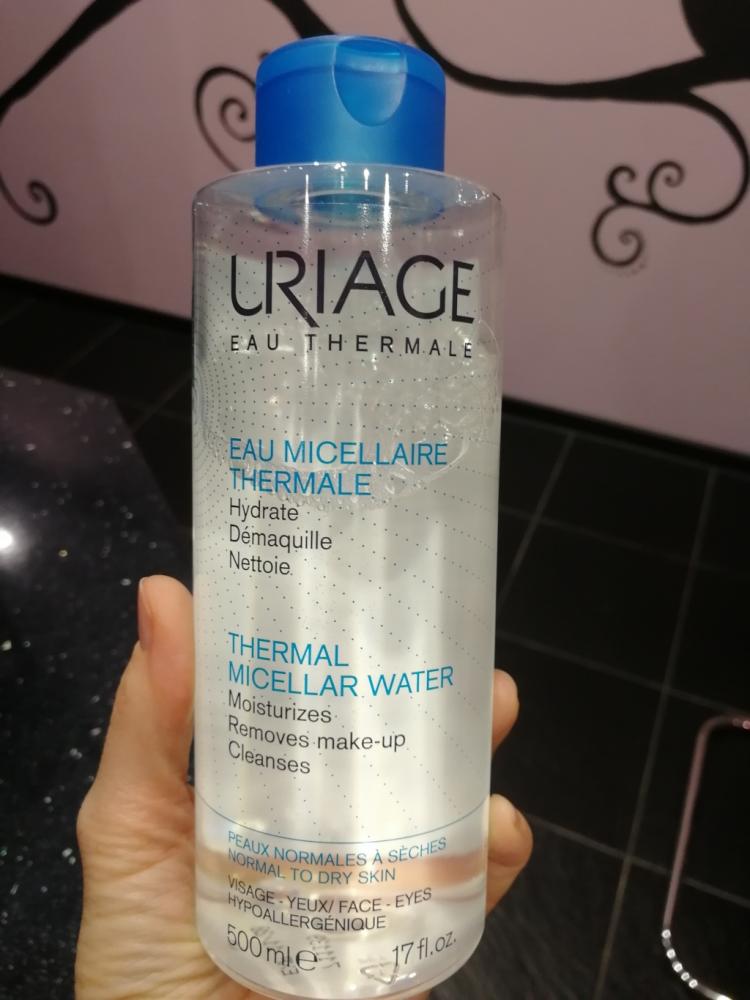 URIAGE
EAU THERMALE
EAU MICELLAIRE
THERMALE
Hydrate
Démaquille
Nettoie
THERMAL
MICELLAR WATER
Moisturizes
Removes make-up
Cleanses
PEAUX NORMALES À SÈCHES
NORMAL TO DRY SKIN
VISAGE - YEUX/ FACE - EYES
HYPOALLERGÉNIQUE
500 ml e 17 fl.oz.